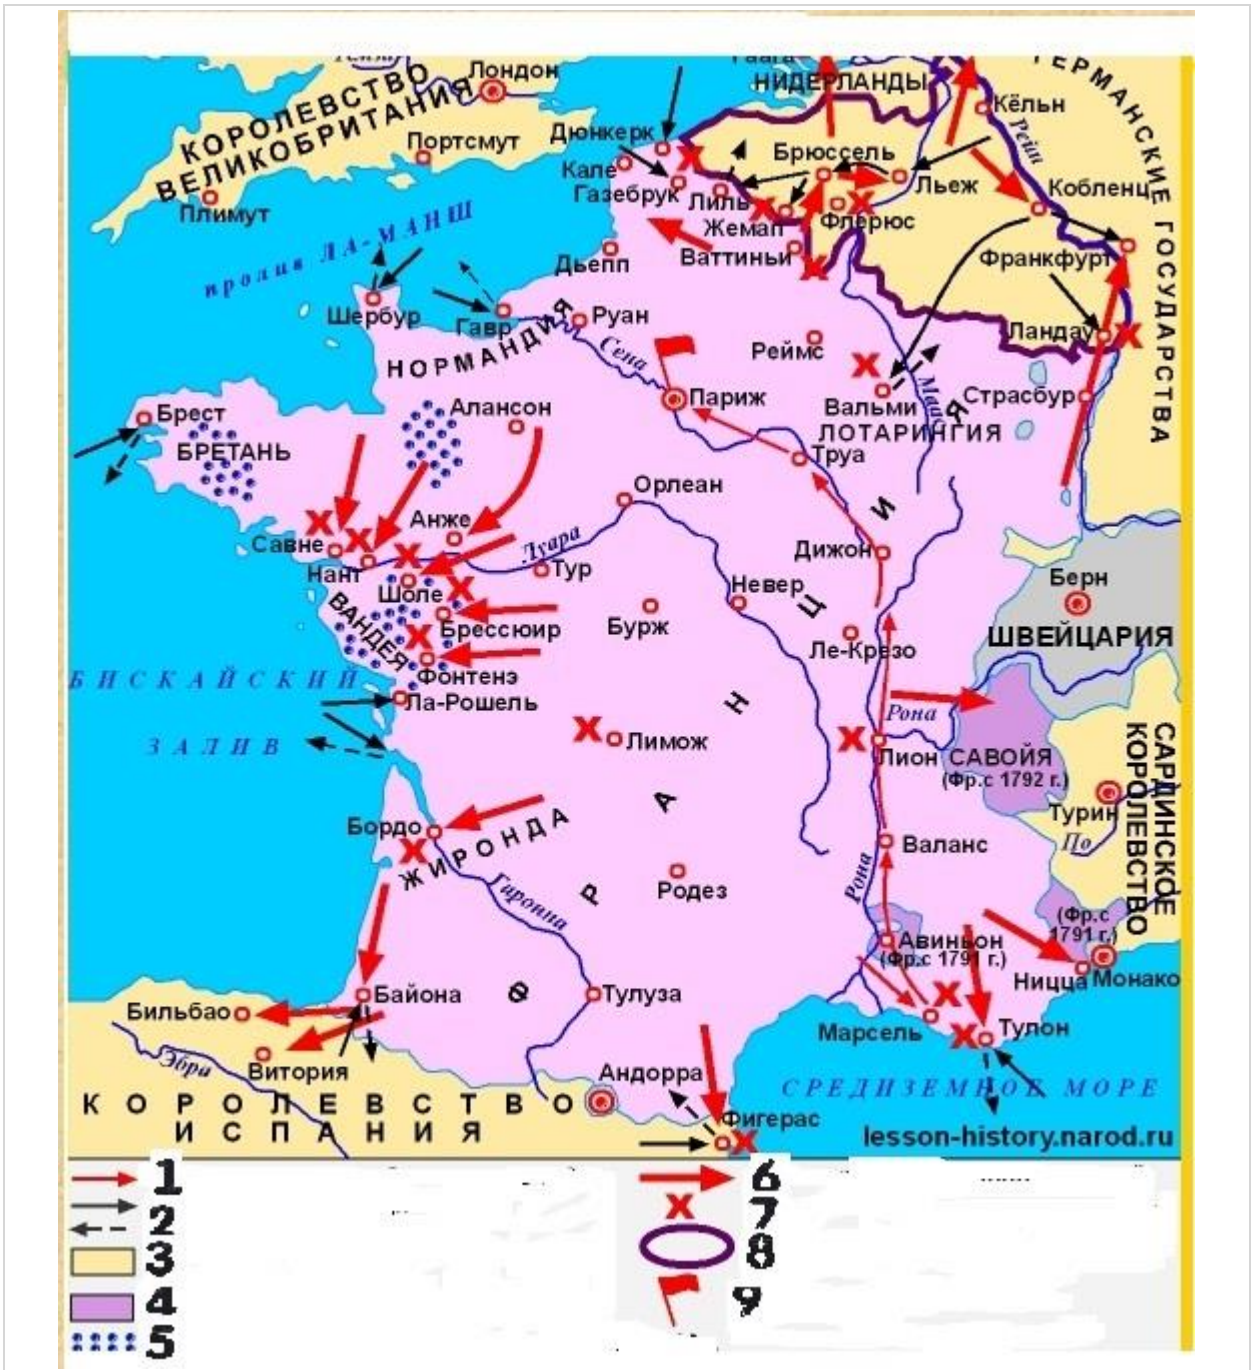 Лондон
КОРОЛЕВСТВО
ВЕЛИКОБРИТАНИЯ
Портсмут
Плимут
НИДЕРЛАНДЫ
ГЕРМАНСКИЕ ГОСУДАРСТВА
Кёльн
Рейн
Дюнкерк
Кале
Газебрук
Лиль
Брюссель
Льеж
Кобленц
Жемап
Флерюс
Ваттиньи
Франкфурт
пролив ЛА-МАНШ
Дьепп
Шербур
Гавр
Руан
НОРМАНДИЯ
Сена
Реймс
Ландау
Париж
Вальми
Страсбур
ЛОТАРИНГИЯ
Брест
БРЕТАНЬ
Алансон
Труа
Орлеан
Анже
Савне
Нант
Луара
Тур
Дижон
Шоле
Невер
Берн
ВАНДЕЯ
Брессюир
Бурж
Ле-Крезо
ШВЕЙЦАРИЯ
Фонтенэ
БИСКАЙСКИЙ
ЗАЛИВ
Ла-Рошель
Лимож
Рона
Лион
САВОЙЯ
(Фр.с 1792 г.)
САРДИНСКОЕ
КОРОЛЕВСТВО
Турин
По
Бордо
ЖИРОНДА
Валанс
Гаронна
Родез
Рона
ФРАНЦИЯ
Авиньон
(Фр.с 1791 г.)
(Фр.с
1791 г.)
Ницца
Монако
Бильбао
Байона
Тулуза
Марсель
Тулон
Эбра
Витория
Андорра
СРЕДИЗЕМНОЕ МОРЕ
КОРОЛЕВСТВО
ИСПАНИЯ
Фигерас
lesson-history.narod.ru
1
2
3
4
5
6
7
8
9